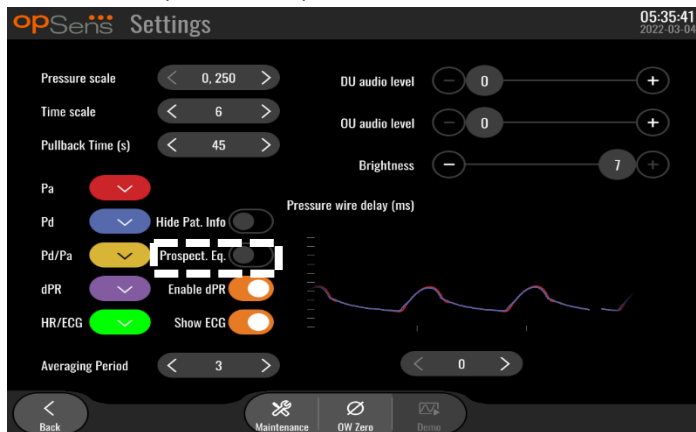 opSens Settings
05:35:41
2022-03-04
Pressure scale 0, 250
Time scale 6
Pullback Time (s) 45
DU audio level 0
OU audio level 0
Brightness 7
Pa
Pd Hide Pat. Info
Pd/Pa Prospect. Eq.
dPR Enable dPR
HR/ECG Show ECG
Pressure wire delay (ms)
Averaging Period 3
0
Back
Maintenance
OW Zero
Demo